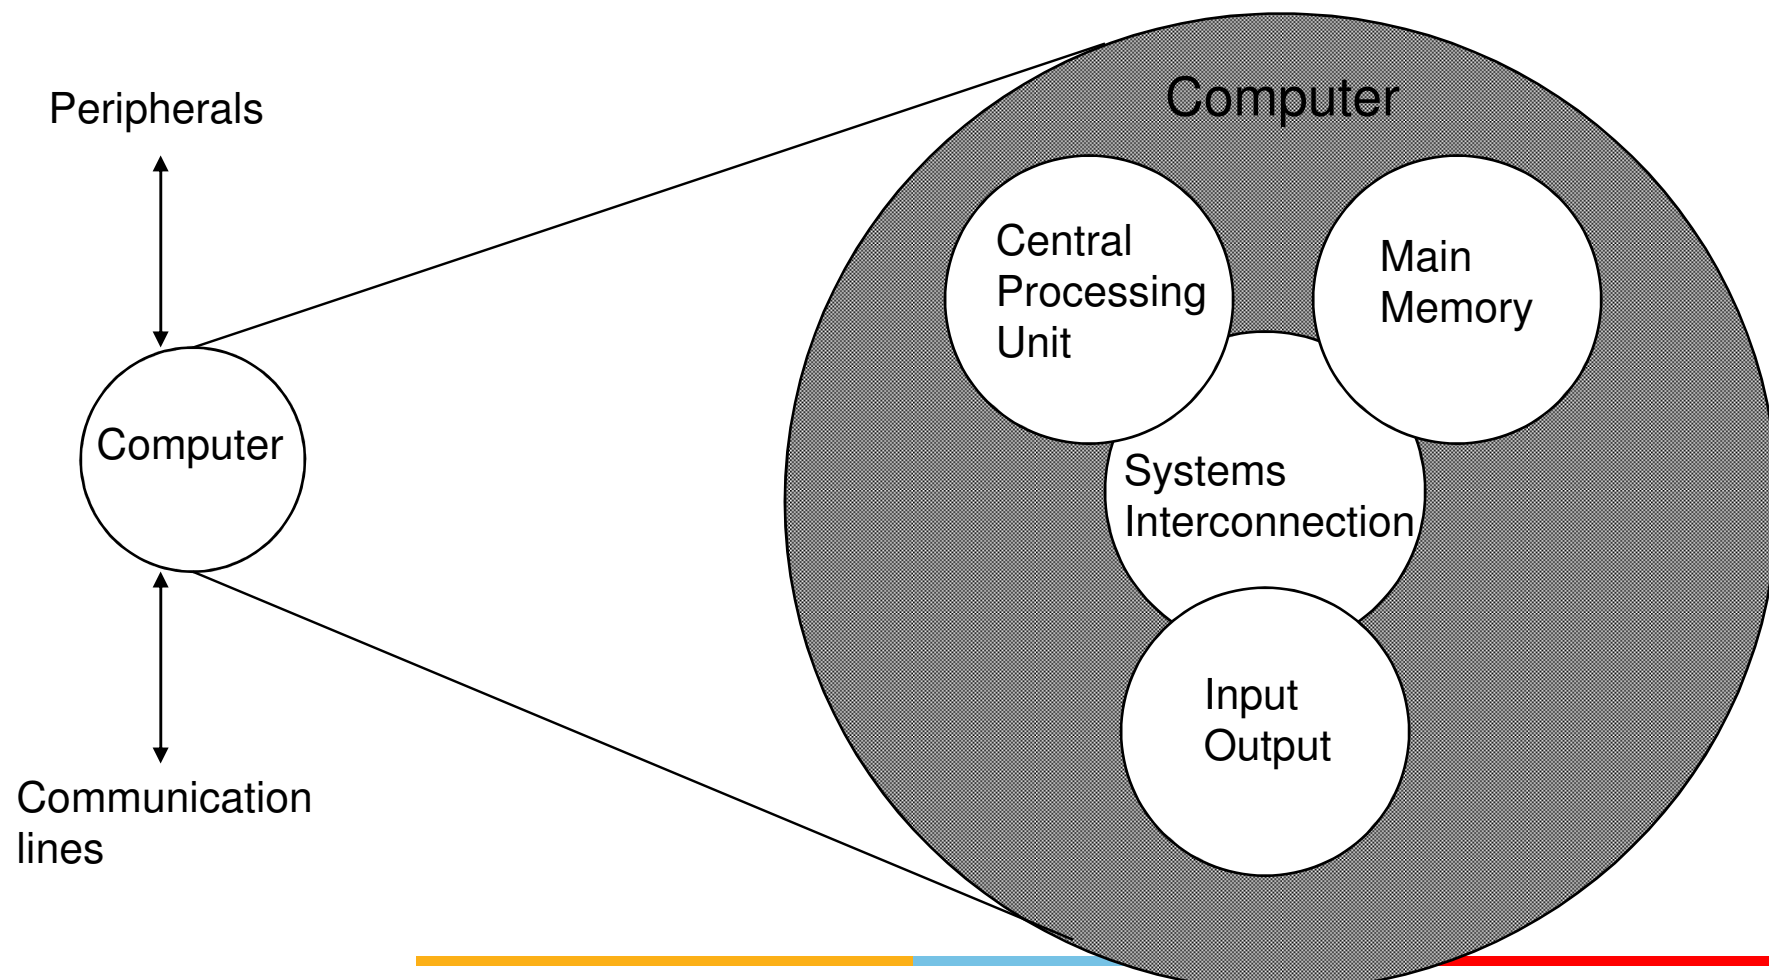 Peripherals
Computer
Communication
lines
Computer
Central
Processing
Unit
Main
Memory
Systems
Interconnection
Input
Output